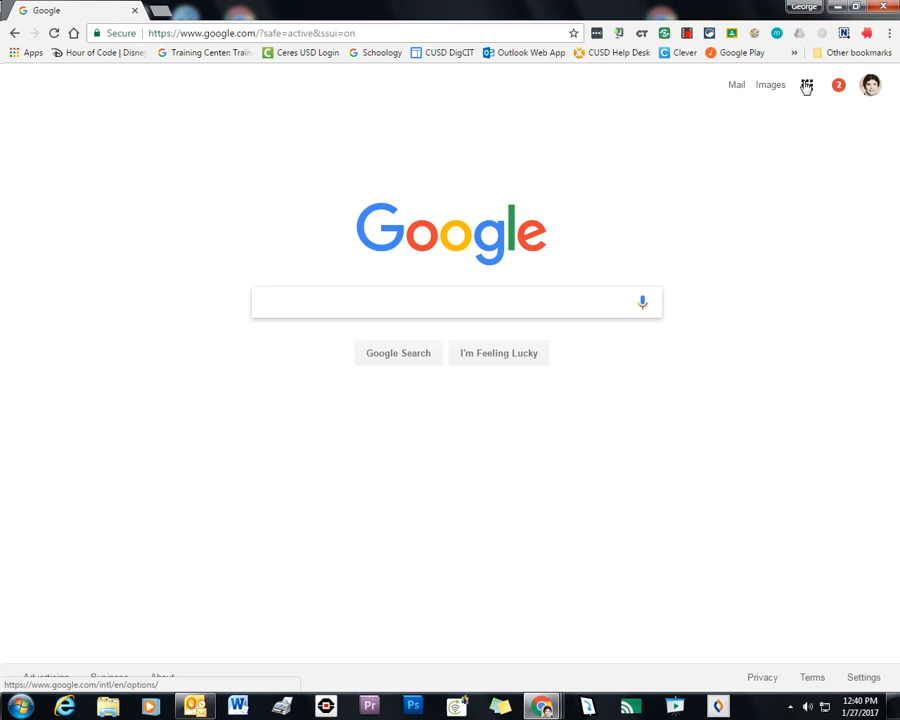 Google
George
Secure
https://www.google.com/?safe=active&ssui=on
Apps
Hour of Code | Disney
Training Center: Train
Ceres USD Login
Schoology
CUSD DigCIT
Outlook Web App
CUSD Help Desk
Clever
Google Play
»
Other bookmarks
Mail
Images
2
Google
Google Search
I'm Feeling Lucky
Advertising
Business
About
Privacy
Terms
Settings
https://www.google.com/intl/en/options/
12:40 PM
1/27/2017